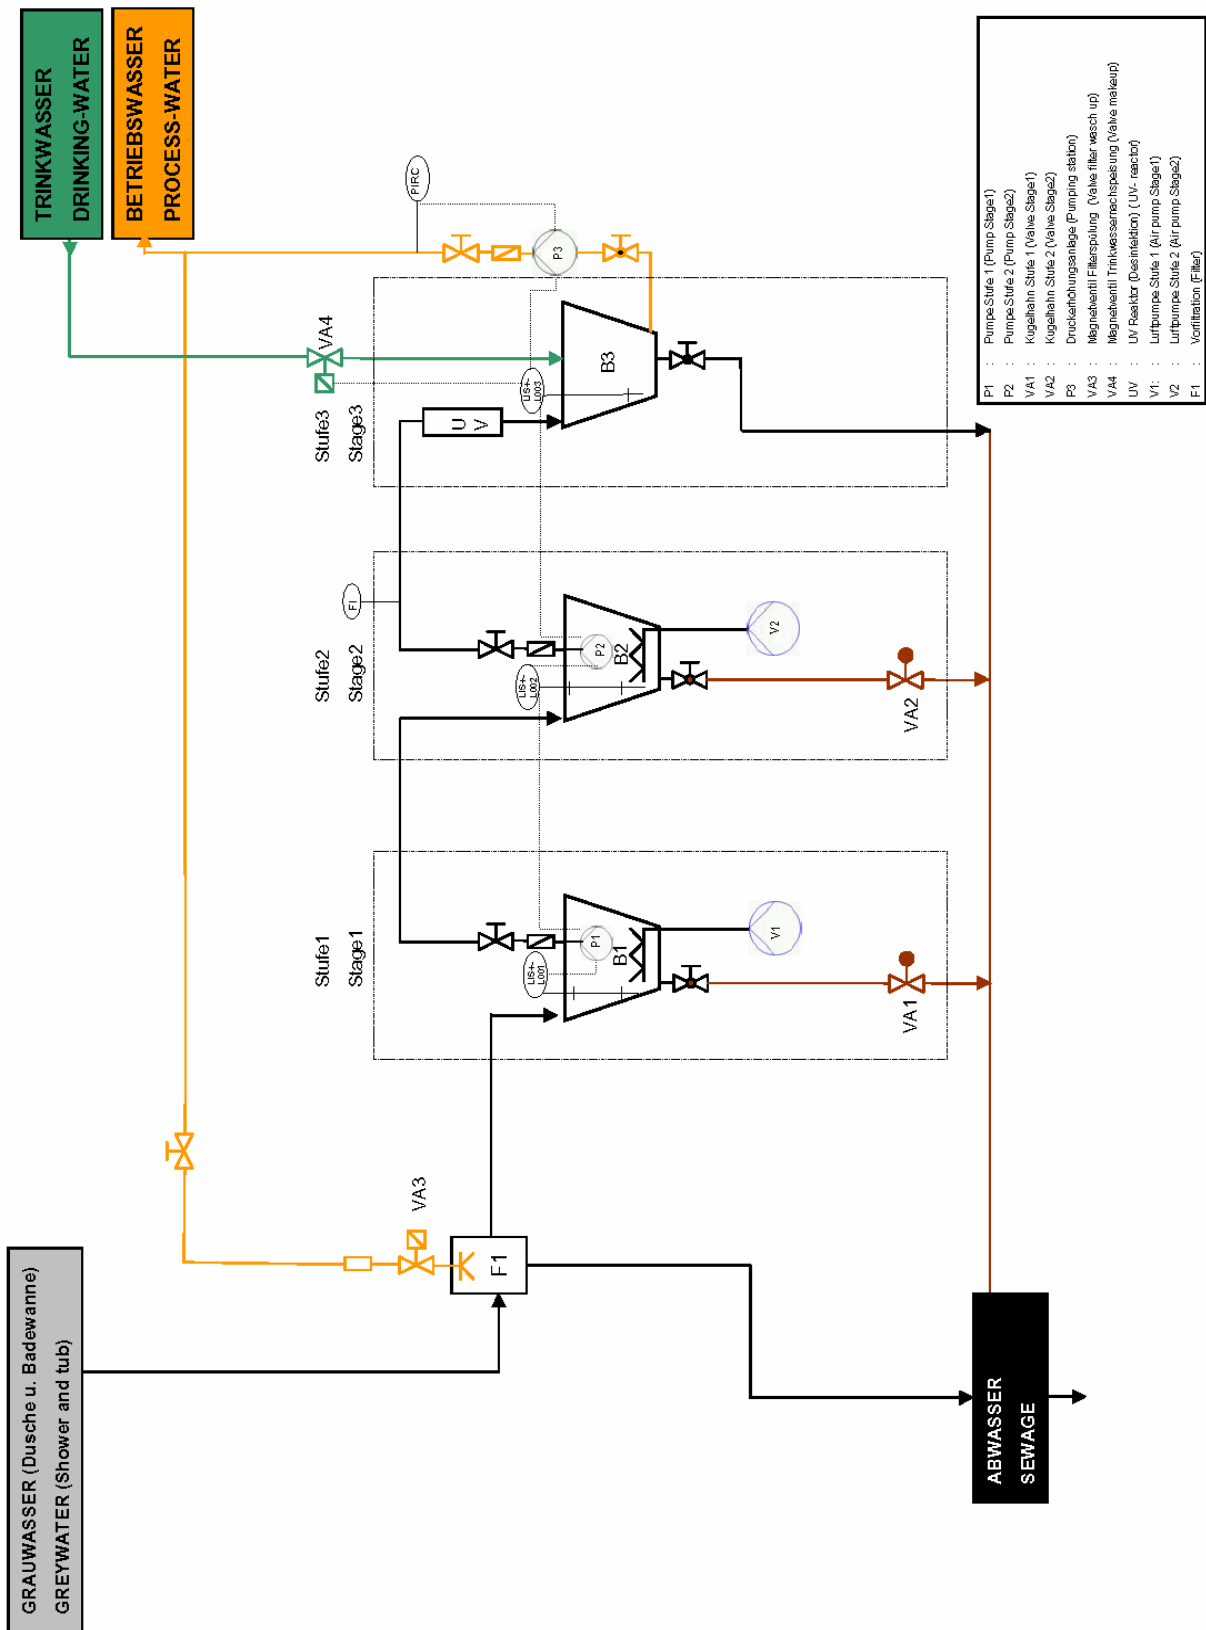 GRAUWASSER (Dusche u. Badewanne)
GREYWATER (Shower and tub)
TRINKWASSER
DRINKING-WATER
BETRIEBSWASSER
PROCESS-WATER
VA3
F1
Stufe1
Stage1
LIS+-
L001
P1
B1
V1
VA1
Stufe2
Stage2
FI
LIS+-
L002
P2
B2
V2
VA2
Stufe3
Stage3
VA4
U V
LIS+-
L003
B3
P3
PIRC
ABWASSER
SEWAGE
P1 : Pumpe Stufe 1 (Pump Stage1)
P2 : Pumpe Stufe 2 (Pump Stage2)
VA1 : Kugelhahn Stufe 1 (Valve Stage1)
VA2 : Kugelhahn Stufe 2 (Valve Stage2)
P3 : Druckerhöhungsanlage (Pumping station)
VA3 : Magnetventil Filterspülung (Valve filter wasch up)
VA4 : Magnetventil Trinkwassernachspeisung (Valve makeup)
UV : UV Reaktor (Desinfektion) ( UV- reactor)
V1: : Luftpumpe Stufe 1 (Air pump Stage1)
V2 : Luftpumpe Stufe 2 (Air pump Stage2)
F1 : Vorfiltration (Filter)